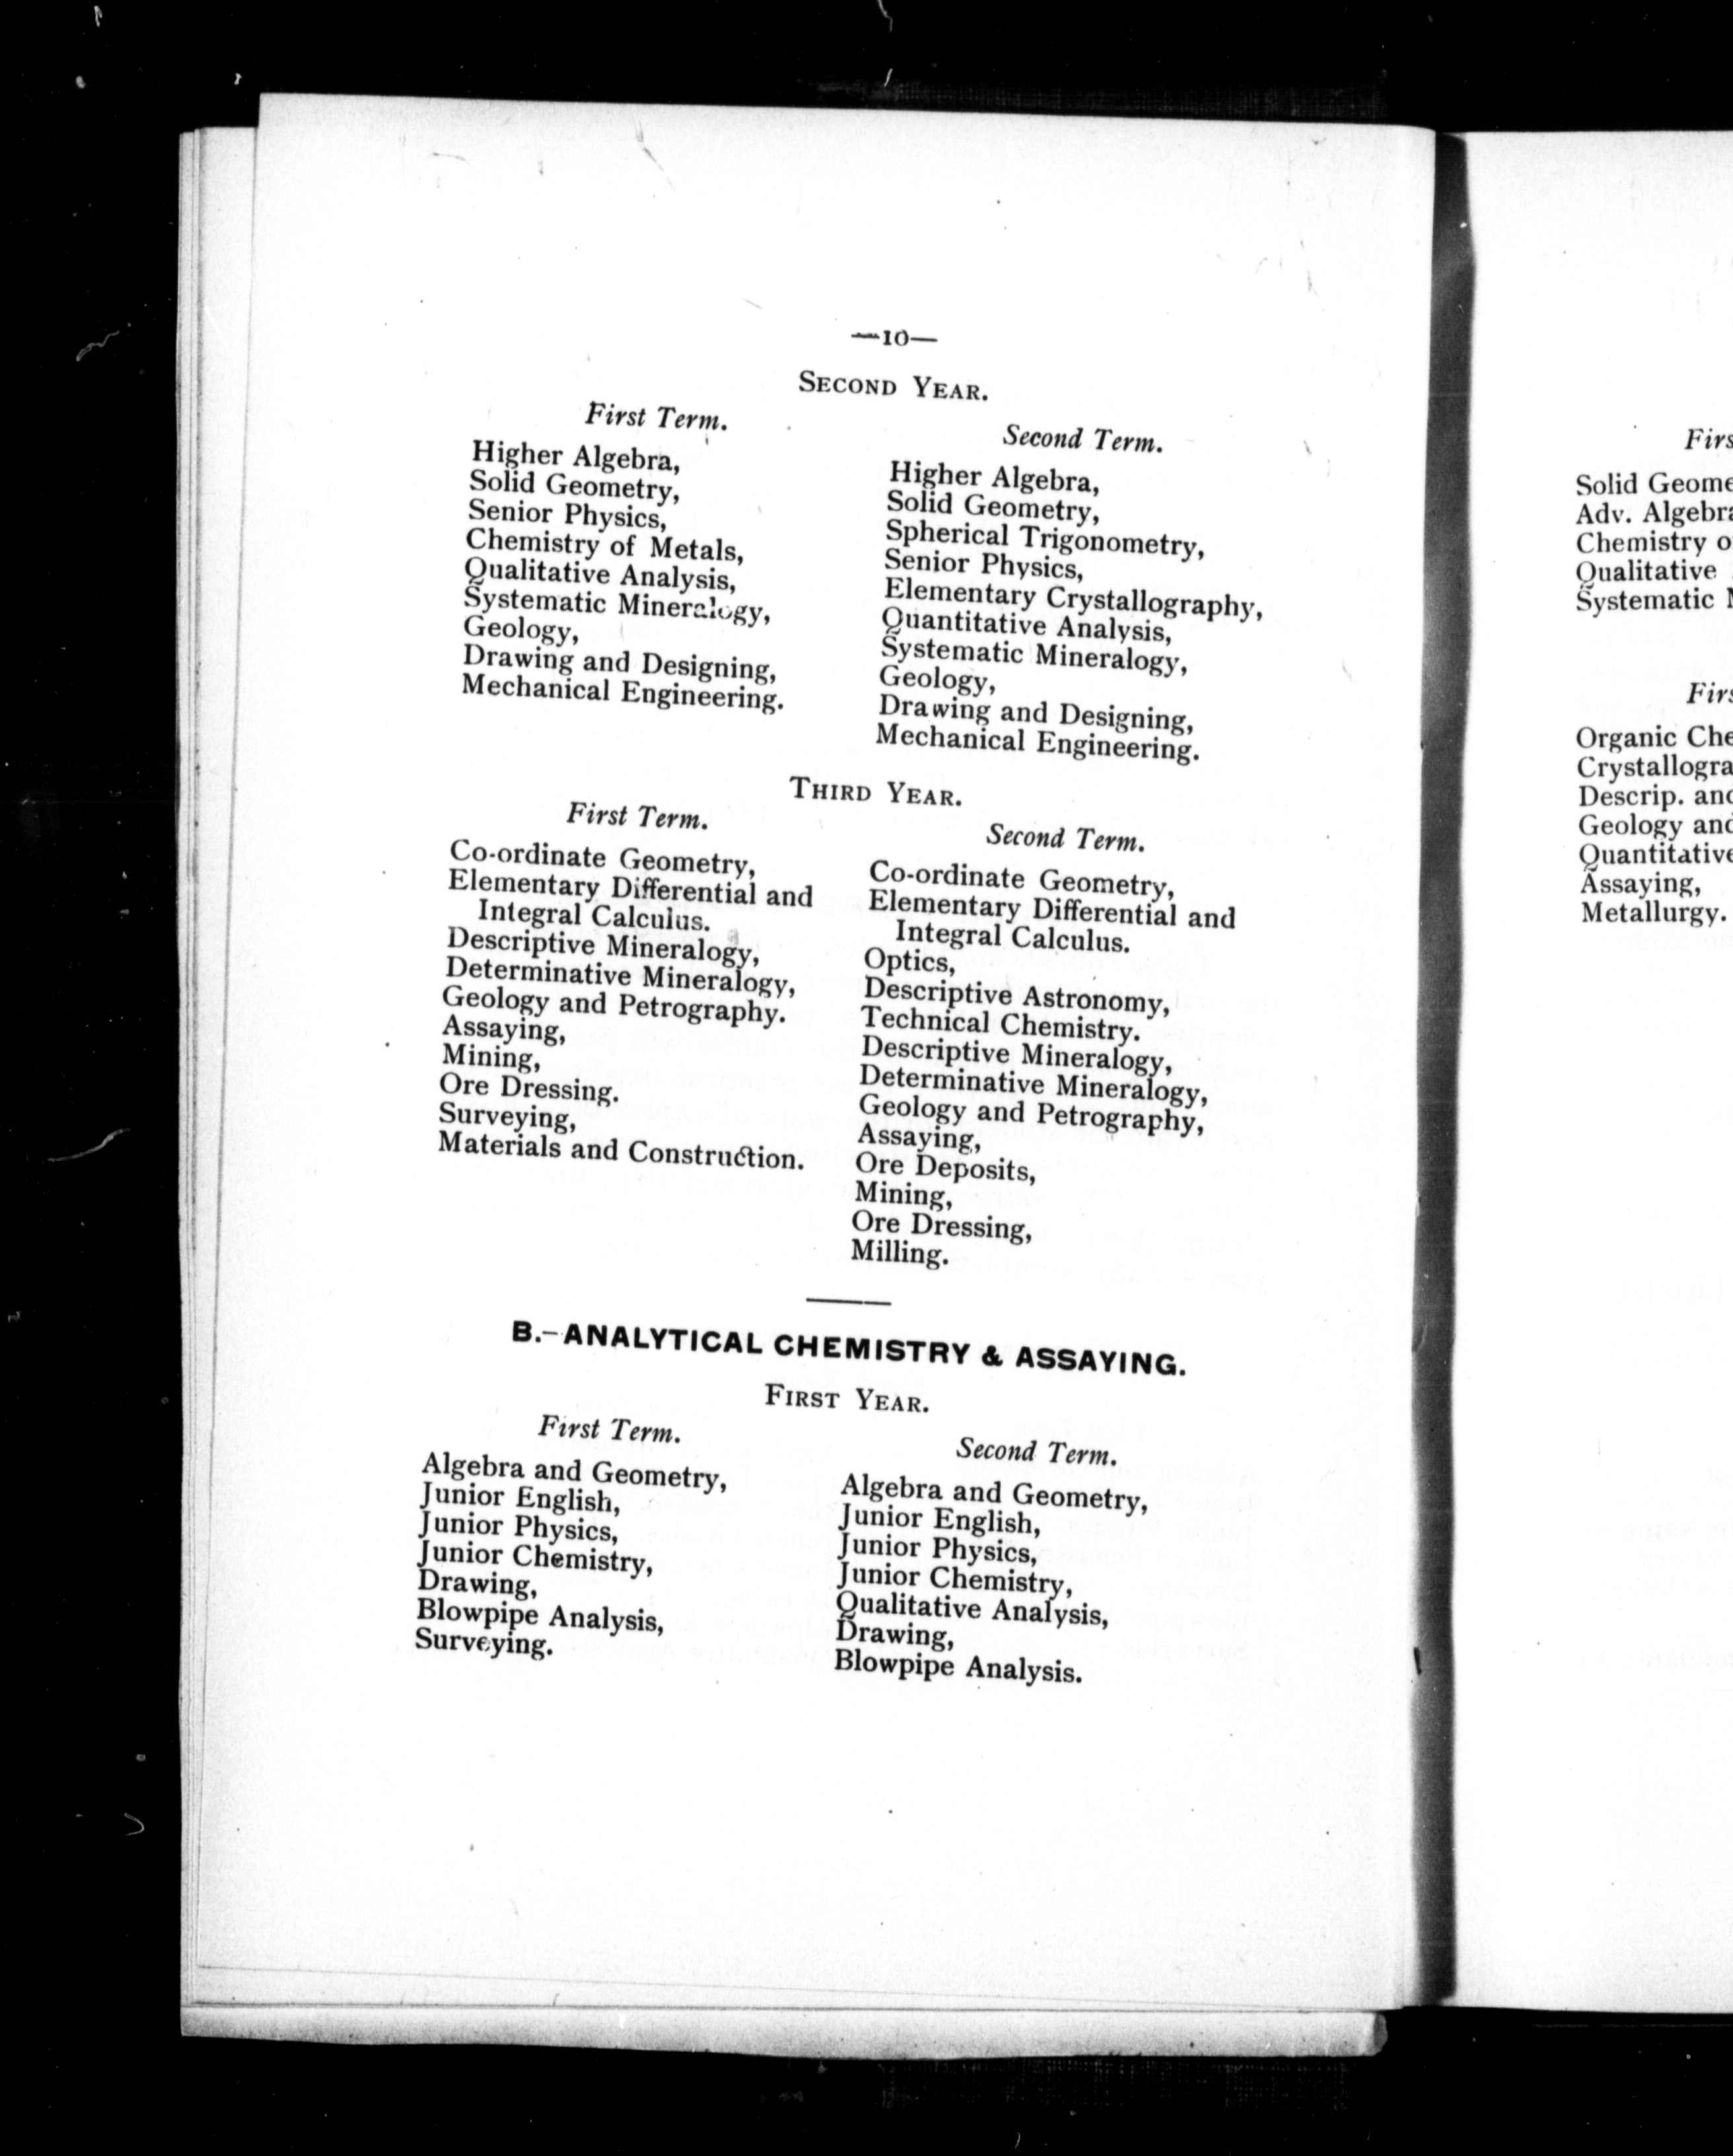 —10—
SECOND YEAR.
First Term.
Higher Algebra,
Solid Geometry,
Senior Physics,
Chemistry of Metals,
Qualitative Analysis,
Systematic Mineralogy,
Geology,
Drawing and Designing,
Mechanical Engineering.
Second Term.
Higher Algebra,
Solid Geometry,
Spherical Trigonometry,
Senior Physics,
Elementary Crystallography,
Quantitative Analysis,
Systematic Mineralogy,
Geology,
Drawing and Designing,
Mechanical Engineering.
THIRD YEAR.
First Term.
Co-ordinate Geometry,
Elementary Differential and
Integral Calculus.
Descriptive Mineralogy,
Determinative Mineralogy,
Geology and Petrography.
Assaying,
Mining,
Ore Dressing.
Surveying,
Materials and Construction.
Second Term.
Co-ordinate Geometry,
Elementary Differential and
Integral Calculus.
Optics,
Descriptive Astronomy,
Technical Chemistry.
Descriptive Mineralogy,
Determinative Mineralogy,
Geology and Petrography,
Assaying,
Ore Deposits,
Mining,
Ore Dressing,
Milling.
B.—ANALYTICAL CHEMISTRY & ASSAYING.
FIRST YEAR.
First Term.
Algebra and Geometry,
Junior English,
Junior Physics,
Junior Chemistry,
Drawing,
Blowpipe Analysis,
Surveying.
Second Term.
Algebra and Geometry,
Junior English,
Junior Physics,
Junior Chemistry,
Qualitative Analysis,
Drawing,
Blowpipe Analysis.
Solid
Adv.
Chemistry
Qualitative
Systematic
Organic
Descrip.
Geology and
Quantitative
Assaying,
Metallurgy.